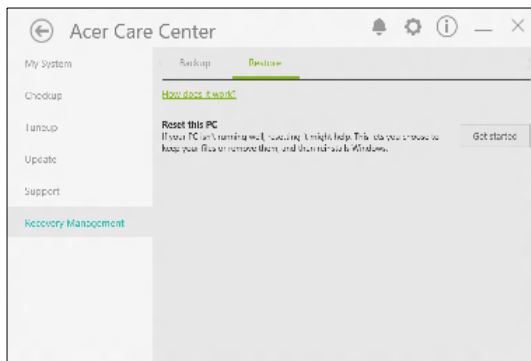 Acer Care Center
My System
Backup
Restore
Checkup
How does it work?
Tuneup
Reset this PC
If your PC isn't running well, resetting it might help. This lets you choose to
keep your files or remove them, and then reinstalls Windows.
Get started
Update
Support
Recovery Management